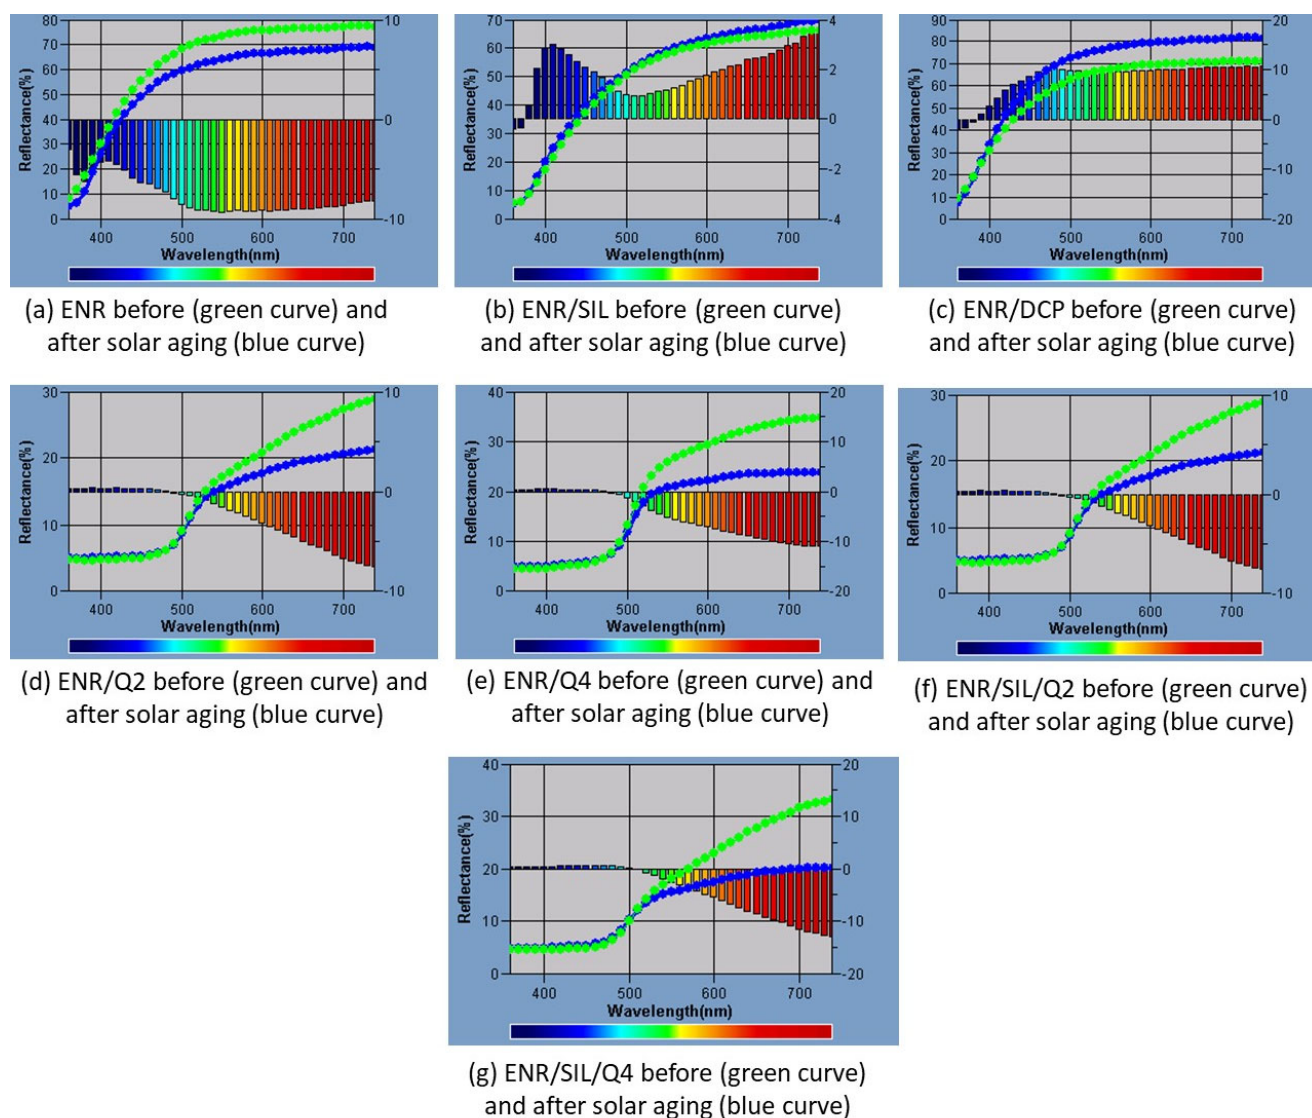 80
70
60
50
40
30
20
10
0
10
0
-10
Reflectance(%)
400 500 600 700
Wavelength(nm)
70
60
50
40
30
20
10
0
4
2
0
-2
-4
Reflectance(%)
400 500 600 700
Wavelength(nm)
90
80
70
60
50
40
30
20
10
0
20
10
0
-10
-20
Reflectance(%)
400 500 600 700
Wavelength(nm)
(a) ENR before (green curve) and
after solar aging (blue curve)
(b) ENR/SIL before (green curve)
and after solar aging (blue curve)
(c) ENR/DCP before (green curve)
and after solar aging (blue curve)
30
20
10
0
10
0
-10
Reflectance(%)
400 500 600 700
Wavelength(nm)
40
30
20
10
0
20
10
0
-10
-20
Reflectance(%)
400 500 600 700
Wavelength(nm)
30
20
10
0
10
0
-10
Reflectance(%)
400 500 600 700
Wavelength(nm)
(d) ENR/Q2 before (green curve) and
after solar aging (blue curve)
(e) ENR/Q4 before (green curve) and
after solar aging (blue curve)
(f) ENR/SIL/Q2 before (green curve)
and after solar aging (blue curve)
40
30
20
10
0
20
10
0
-10
-20
Reflectance(%)
400 500 600 700
Wavelength(nm)
(g) ENR/SIL/Q4 before (green curve)
and after solar aging (blue curve)